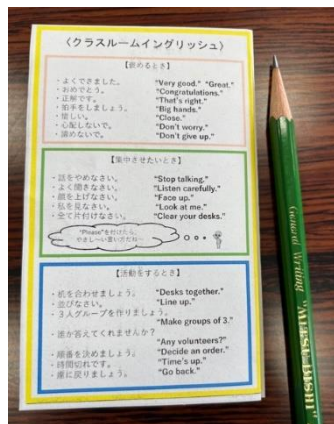 〈クラスルームイングリッシュ〉
【褒めるとき】
・よくできました。 "Very good." "Great."
・おめでとう。 "Congratulations."
・正解です。 "That's right."
・拍手をしましょう。 "Big hands."
・惜しい。 "Close."
・心配しないで。 "Don't worry."
・諦めないで。 "Don't give up."
【集中させたいとき】
・話をやめなさい。 "Stop talking."
・よく聞きなさい。 "Listen carefully."
・顔を上げなさい。 "Face up."
・私を見なさい。 "Look at me."
・全て片付けなさい。 "Clear your desks."
"Please"を付けたら、
やさし～い言い方だね～
【活動をするとき】
・机を合わせましょう。 "Desks together."
・並びなさい。 "Line up."
・３人グループを作りましょう。
"Make groups of 3."
・誰か答えてくれませんか？
"Any volunteers?"
・順番を決めましょう。 "Decide an order."
・時間切れです。 "Time's up."
・席に戻りましょう。 "Go back."
General Writing "MITSU-BISHI"